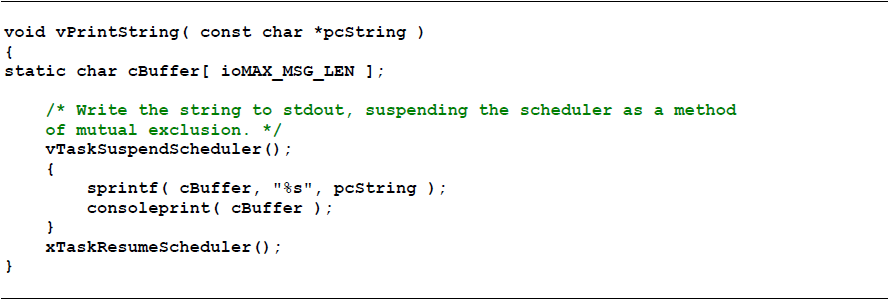 void vPrintString( const char *pcString )
{
static char cBuffer[ ioMAX_MSG_LEN ];
/* Write the string to stdout, suspending the scheduler as a method
of mutual exclusion. */
vTaskSuspendScheduler();
{
sprintf( cBuffer, "%s", pcString );
consoleprint( cBuffer );
}
xTaskResumeScheduler();
}